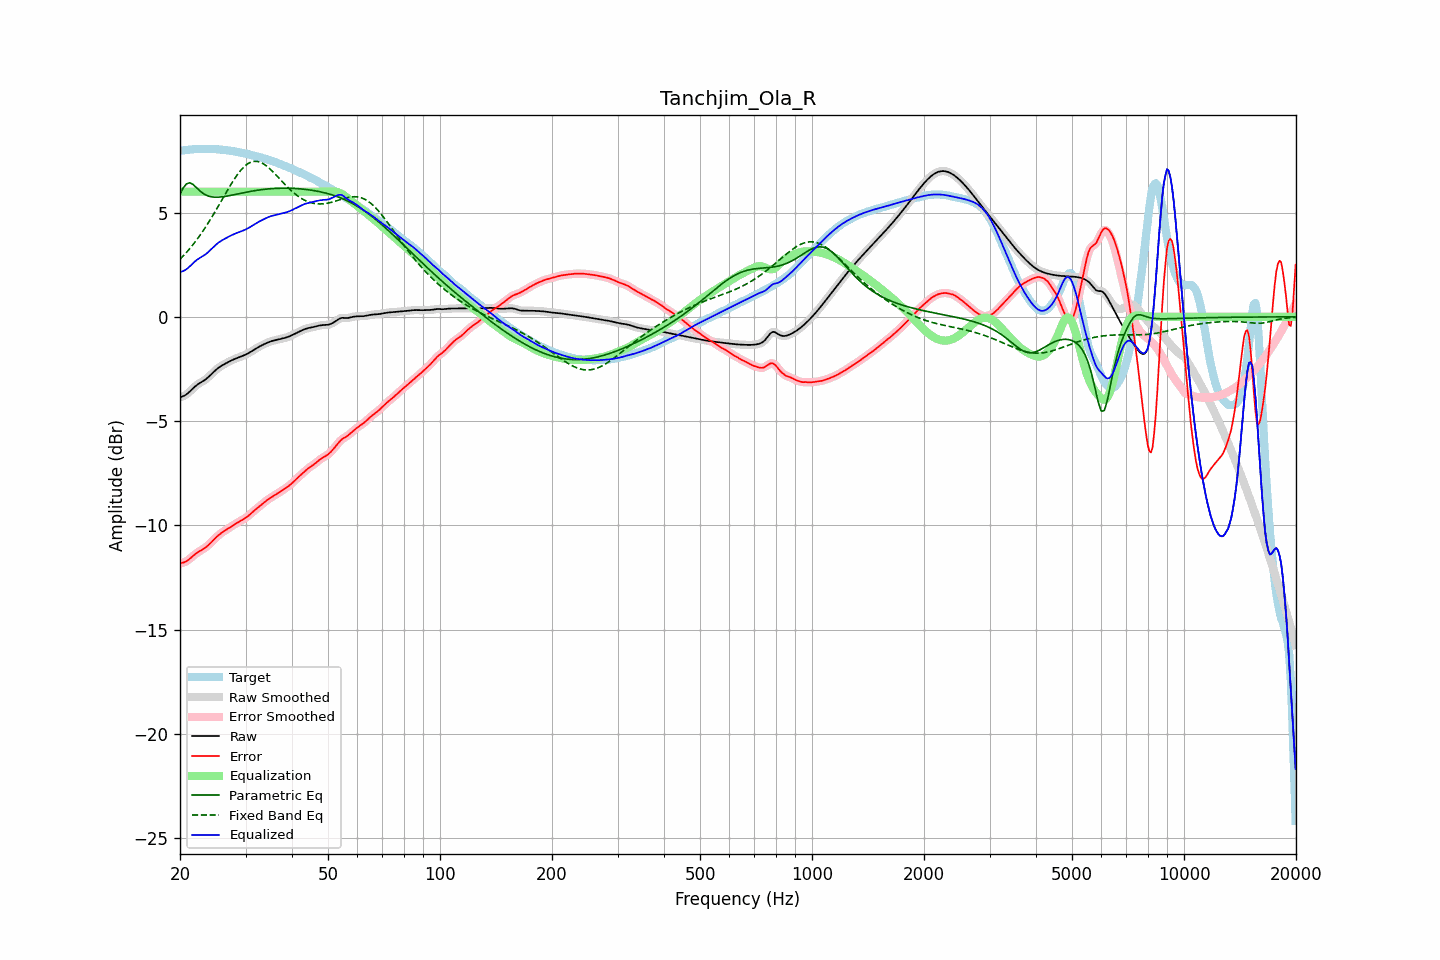 Tanchjim_Ola_R
Amplitude (dBr)
5
0
−5
−10
−15
−20
−25
Target
Raw Smoothed
Error Smoothed
Raw
Error
Equalization
Parametric Eq
Fixed Band Eq
Equalized
20 50 100 200 500 1000 2000 5000 10000 20000
Frequency (Hz)